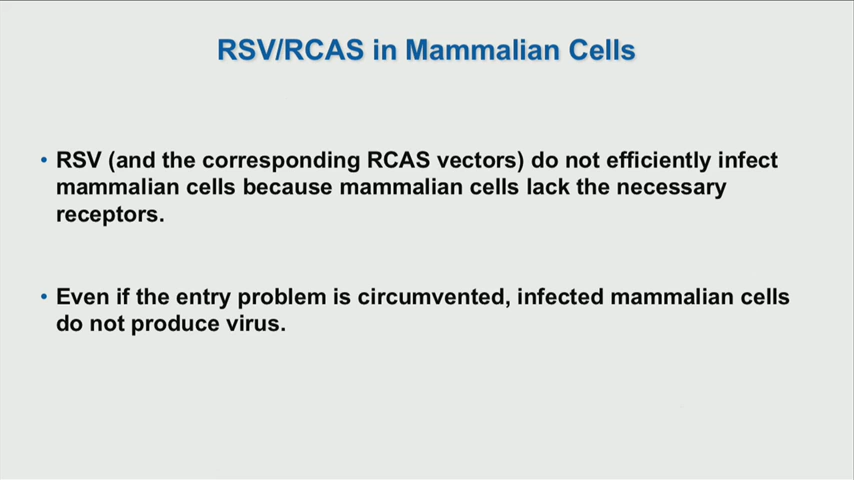 RSV/RCAS in Mammalian Cells
• RSV (and the corresponding RCAS vectors) do not efficiently infect
mammalian cells because mammalian cells lack the necessary
receptors.
• Even if the entry problem is circumvented, infected mammalian cells
do not produce virus.